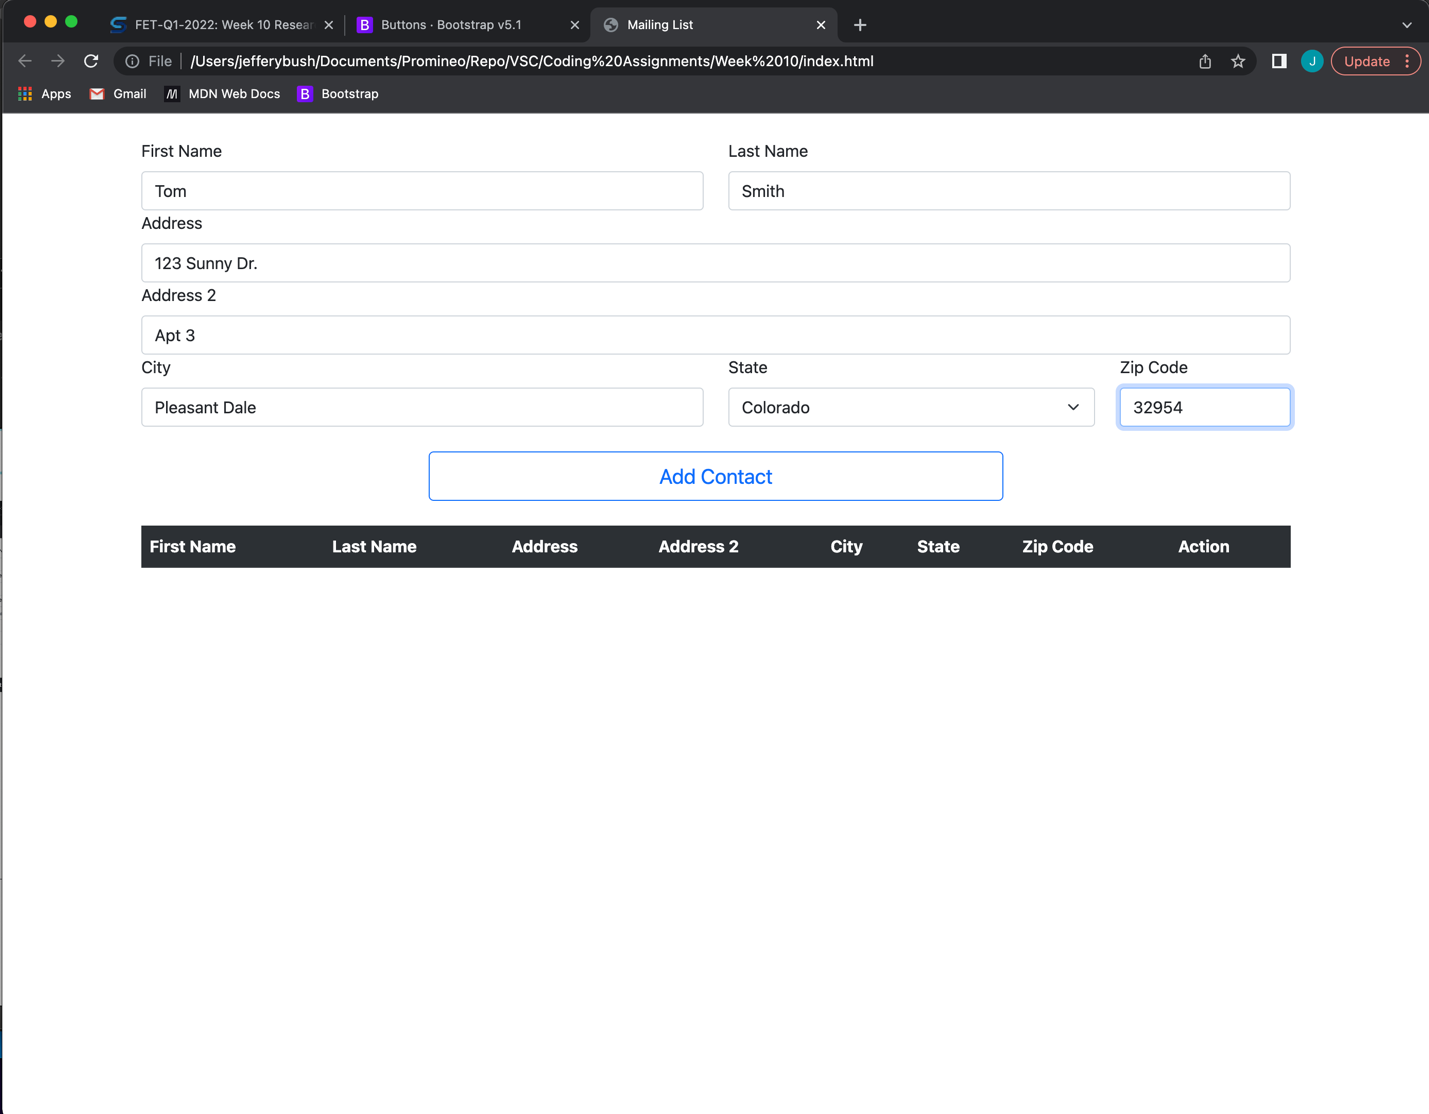 FET-Q1-2022: Week 10 Resear
B Buttons · Bootstrap v5.1
Mailing List
File /Users/jefferybush/Documents/Promineo/Repo/VSC/Coding%20Assignments/Week%2010/index.html
J Update
Apps Gmail M MDN Web Docs B Bootstrap
First Name Last Name
Tom Smith
Address
123 Sunny Dr.
Address 2
Apt 3
City State Zip Code
Pleasant Dale Colorado 32954
Add Contact
First Name Last Name Address Address 2 City State Zip Code Action